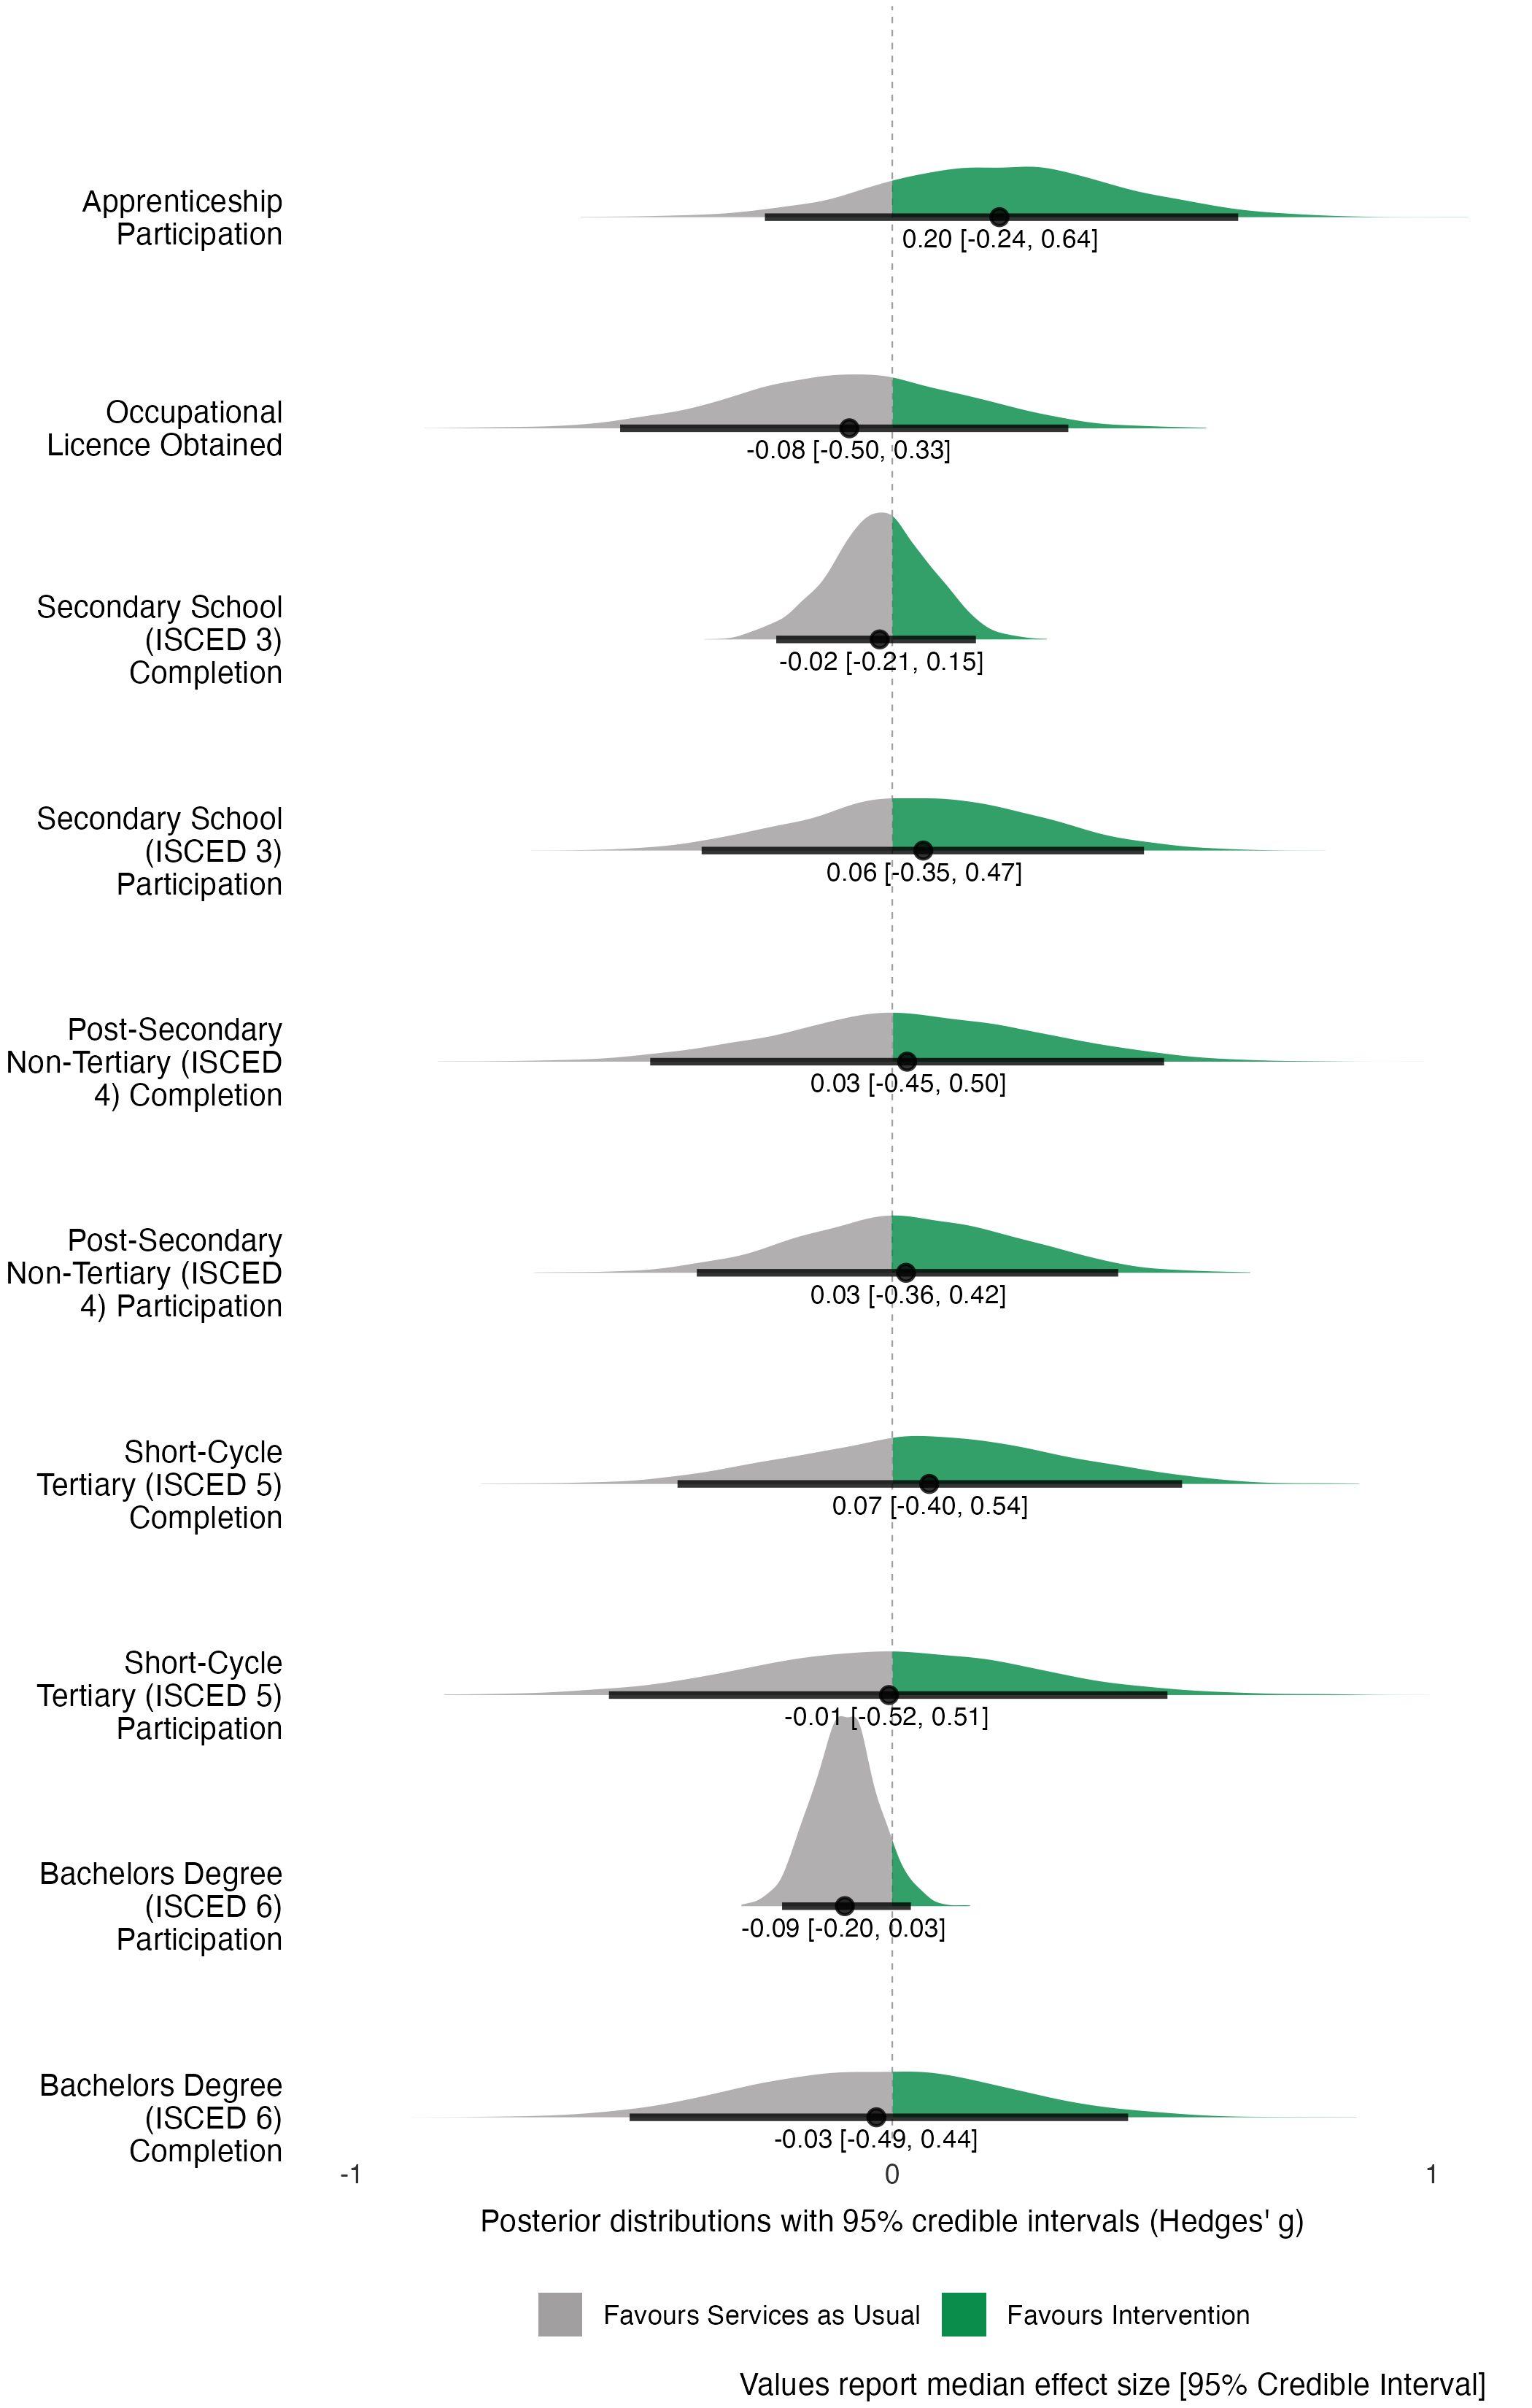 Apprenticeship
Participation
0.20 [-0.24, 0.64]
Occupational
Licence Obtained
-0.08 [-0.50, 0.33]
Secondary School
(ISCED 3)
Completion
-0.02 [-0.21, 0.15]
Secondary School
(ISCED 3)
Participation
0.06 [-0.35, 0.47]
Post-Secondary
Non-Tertiary (ISCED
4) Completion
0.03 [-0.45, 0.50]
Post-Secondary
Non-Tertiary (ISCED
4) Participation
0.03 [-0.36, 0.42]
Short-Cycle
Tertiary (ISCED 5)
Completion
0.07 [-0.40, 0.54]
Short-Cycle
Tertiary (ISCED 5)
Participation
-0.01 [-0.52, 0.51]
Bachelors Degree
(ISCED 6)
Participation
-0.09 [-0.20, 0.03]
Bachelors Degree
(ISCED 6)
Completion
-0.03 [-0.49, 0.44]
-1 0 1
Posterior distributions with 95% credible intervals (Hedges' g)
Favours Services as Usual Favours Intervention
Values report median effect size [95% Credible Interval]